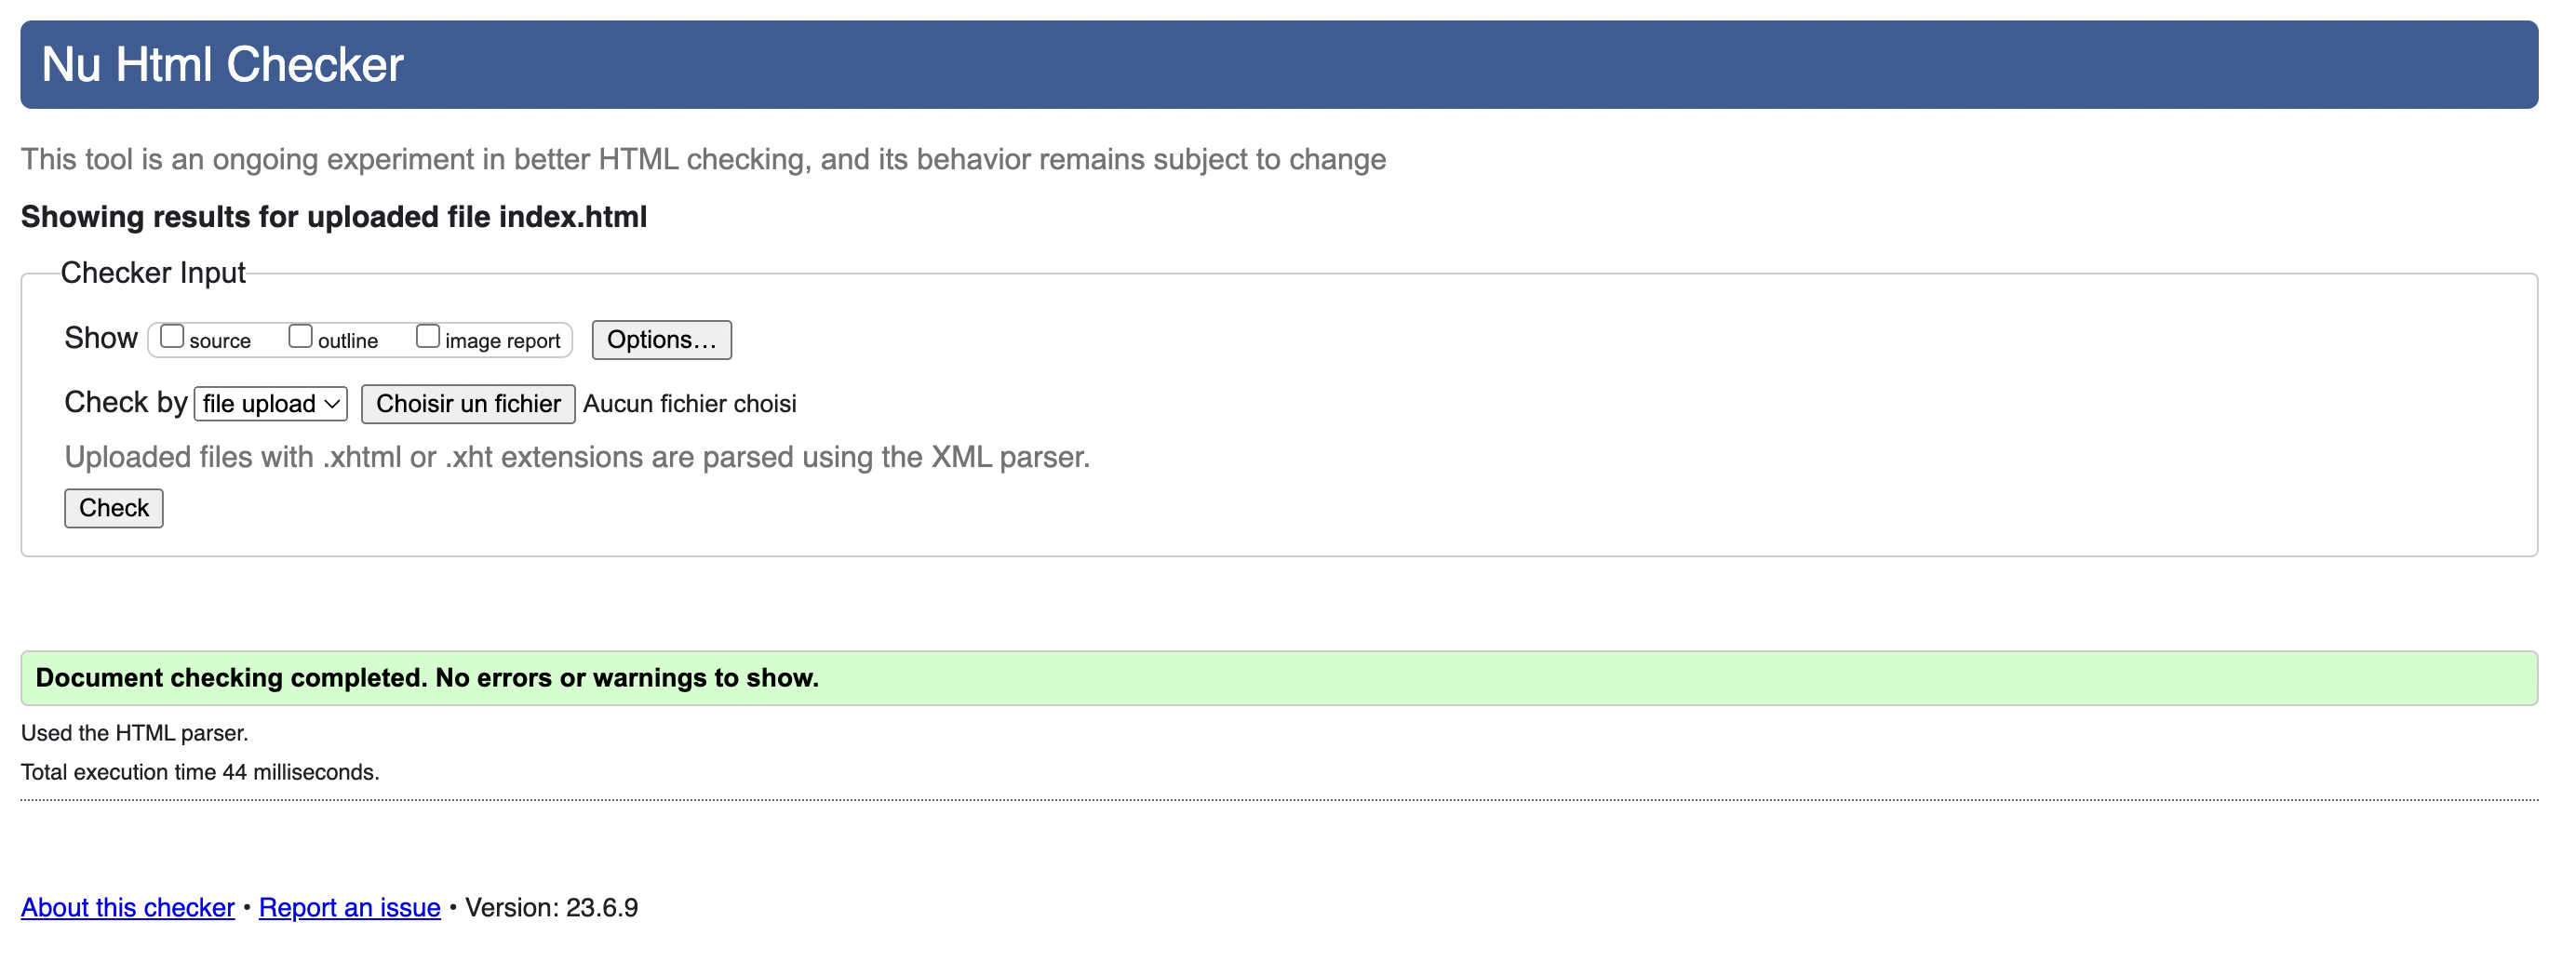 Nu Html Checker
This tool is an ongoing experiment in better HTML checking, and its behavior remains subject to change
Showing results for uploaded file index.html
Checker Input
Show source outline image report Options...
Check by file upload Choisir un fichier Aucun fichier choisi
Uploaded files with .xhtml or .xht extensions are parsed using the XML parser.
Check
Document checking completed. No errors or warnings to show.
Used the HTML parser.
Total execution time 44 milliseconds.
About this checker • Report an issue • Version: 23.6.9